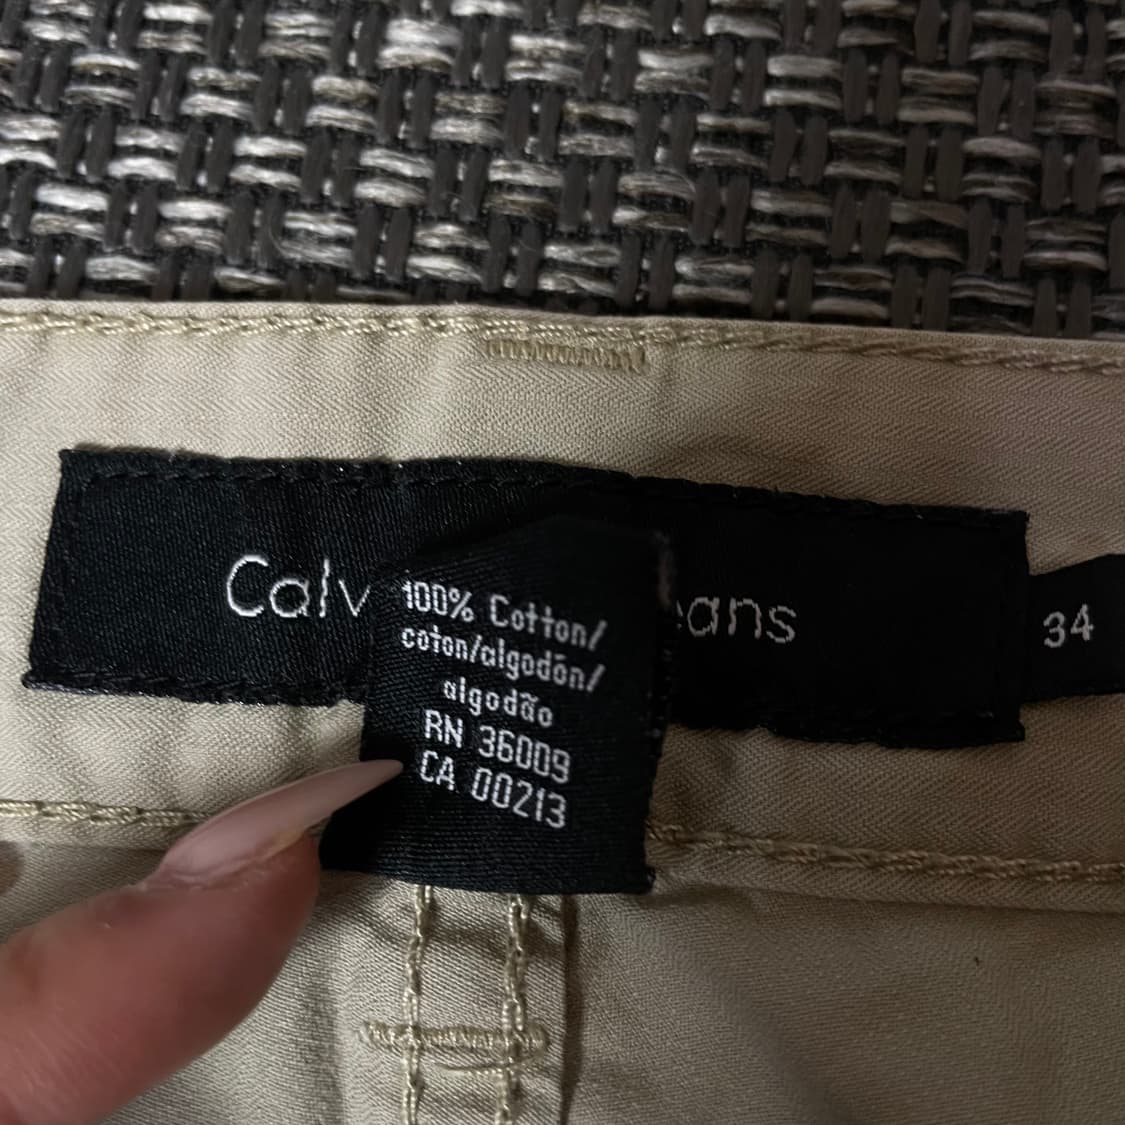 Calv eans
34
100% Cotton/
coton/algodón/
algodão
RN 36009
CA 00213